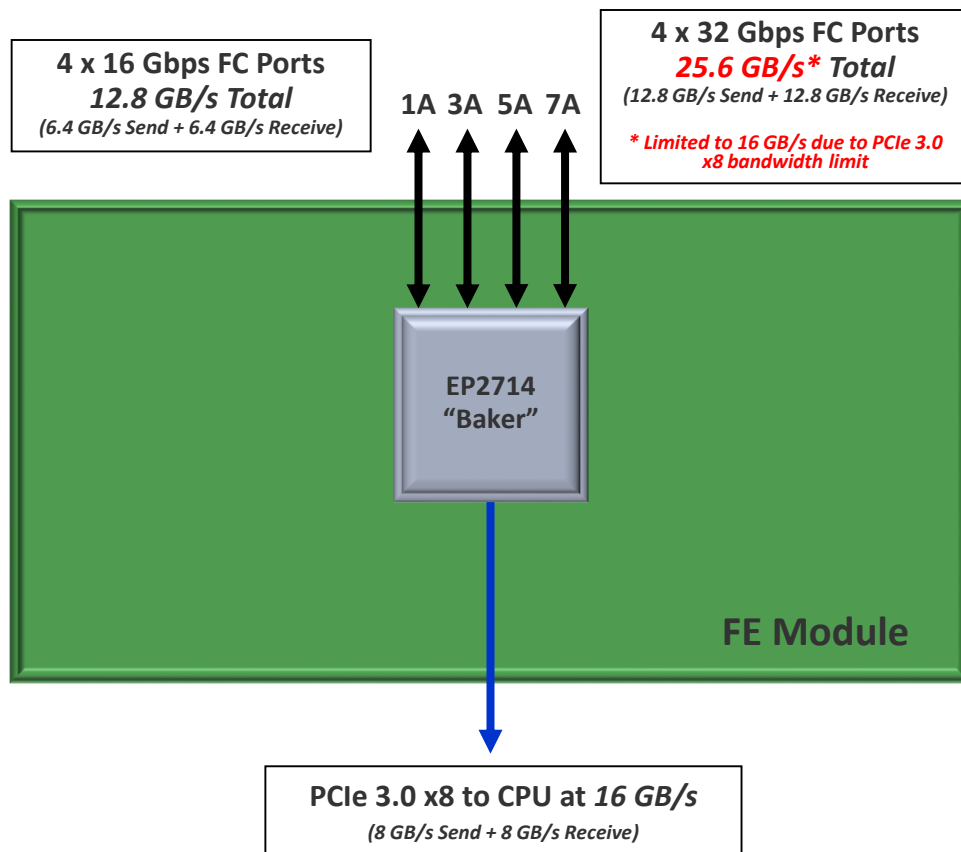 4 x 16 Gbps FC Ports
12.8 GB/s Total
(6.4 GB/s Send + 6.4 GB/s Receive)
4 x 32 Gbps FC Ports
25.6 GB/s* Total
(12.8 GB/s Send + 12.8 GB/s Receive)
* Limited to 16 GB/s due to PCIe 3.0
x8 bandwidth limit
1A 3A 5A 7A
EP2714
“Baker”
FE Module
PCIe 3.0 x8 to CPU at 16 GB/s
(8 GB/s Send + 8 GB/s Receive)